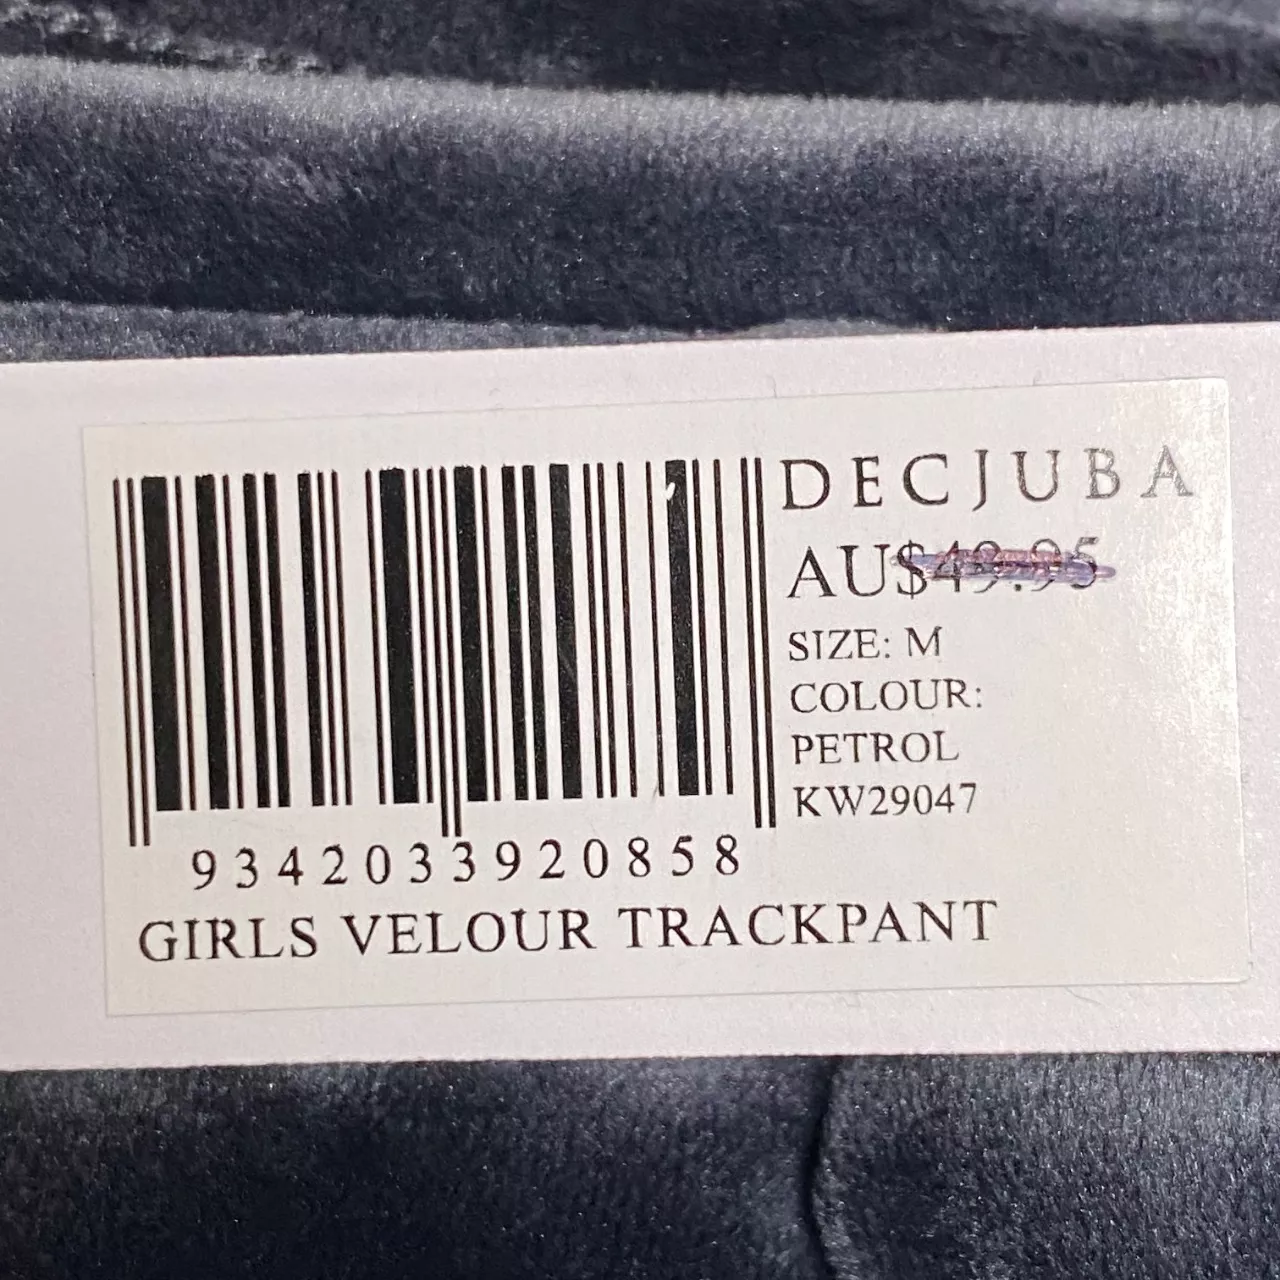 DECJUBA
AU$49.95
SIZE: M
COLOUR:
PETROL
KW29047
9342033920858
GIRLS VELOUR TRACKPANT